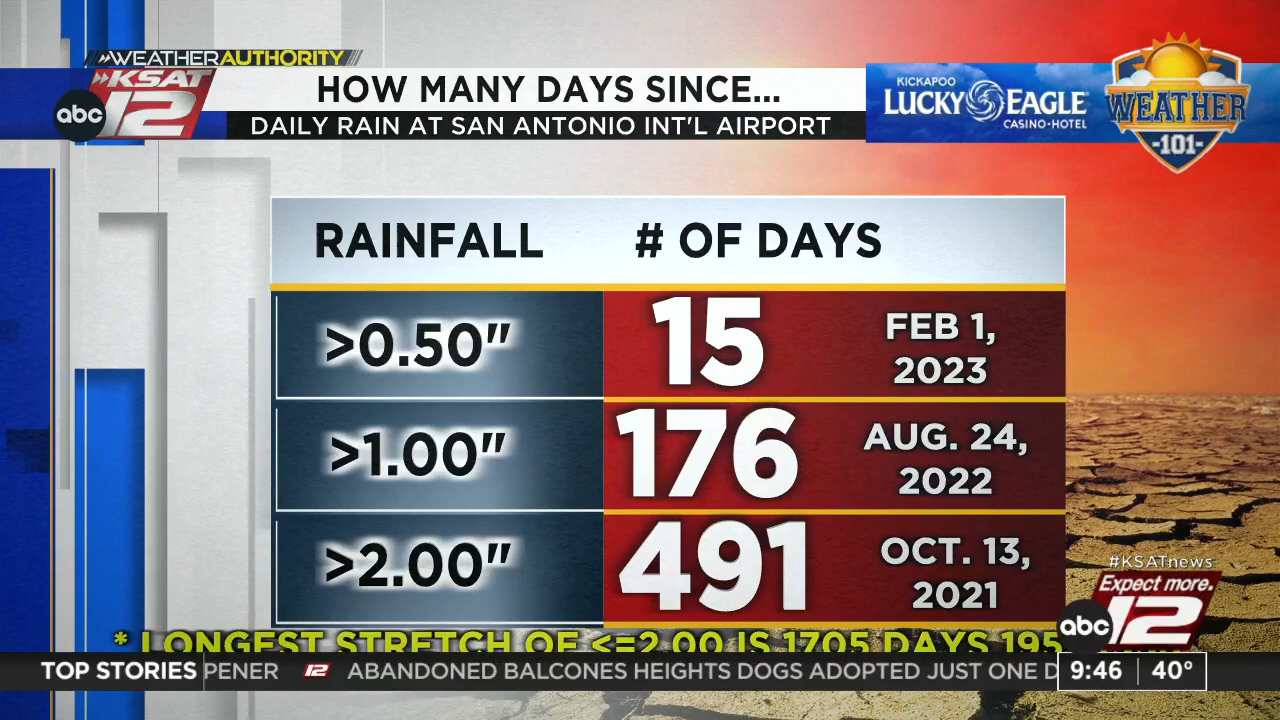 WEATHERAUTHORITY
KSAT
abc 12
HOW MANY DAYS SINCE...
DAILY RAIN AT SAN ANTONIO INT'L AIRPORT
KICKAPOO
LUCKY EAGLE
CASINO•HOTEL
WEATHER
-101-
RAINFALL # OF DAYS
>0.50" 15 FEB 1, 2023
>1.00" 176 AUG. 24, 2022
>2.00" 491 OCT. 13, 2021
#KSATnews
Expect more.
abc 12
* LONGEST STRETCH OF <=2.00 IS 1705 DAYS 195
TOP STORIES PENER 12 ABANDONED BALCONES HEIGHTS DOGS ADOPTED JUST ONE D 9:46 40°